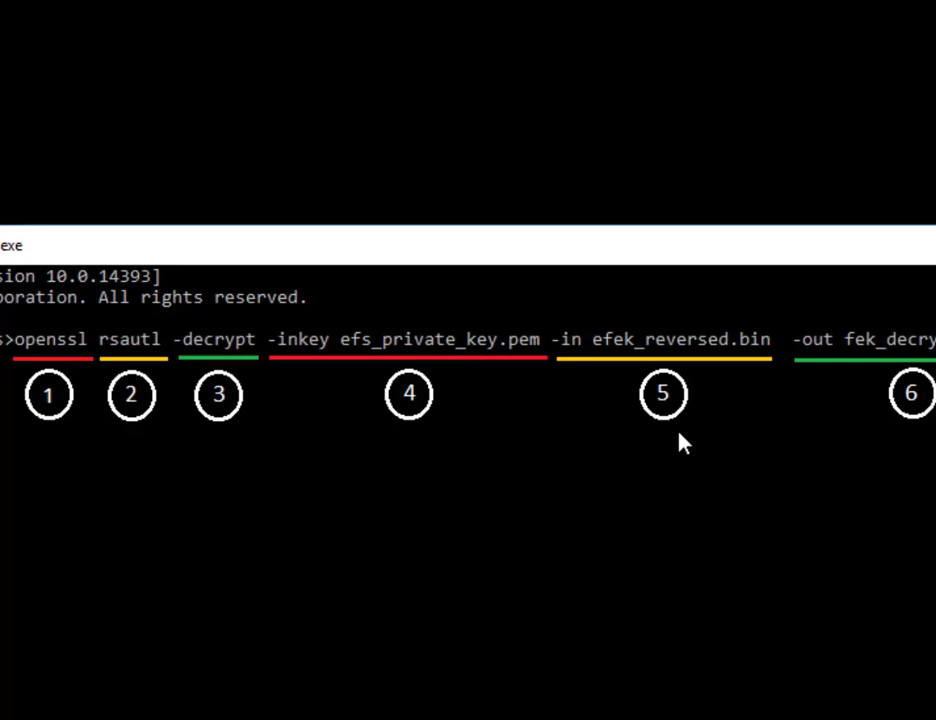 exe
sion 10.0.14393]
poration. All rights reserved.
s>openssl rsautl -decrypt -inkey efs_private_key.pem -in efek_reversed.bin -out fek_decry
1 2 3 4 5 6